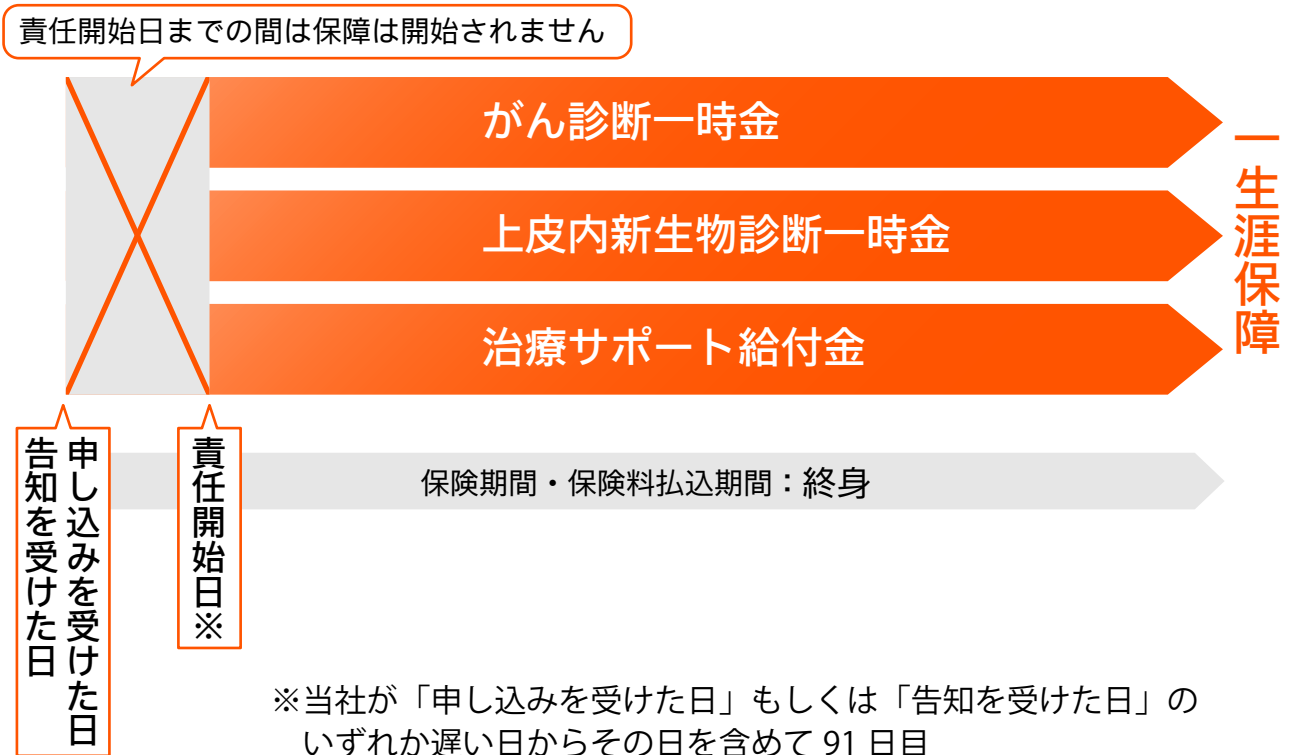 責任開始日までの間は保障は開始されません
がん診断一時金
上皮内新生物診断一時金
治療サポート給付金
一生涯保障
申し込みを受けた日
告知を受けた日
責任開始日※
保険期間・保険料払込期間：終身
※当社が「申し込みを受けた日」もしくは「告知を受けた日」の
いずれか遅い日からその日を含めて 91 日目